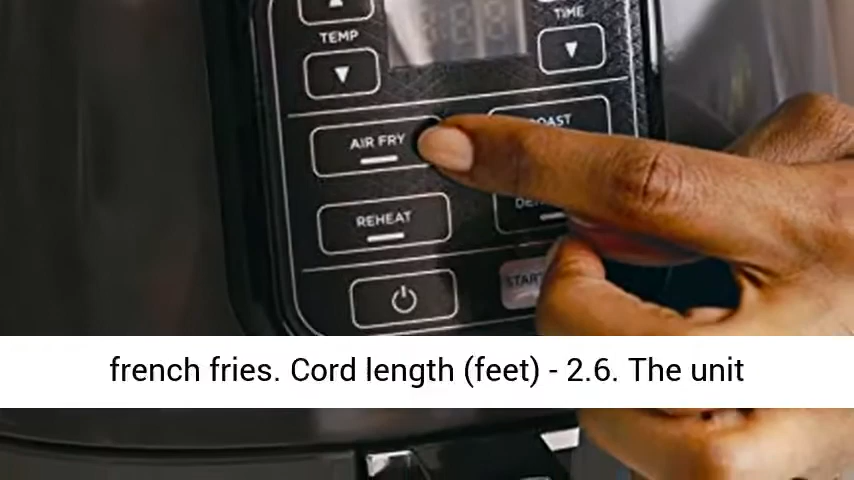 TEMP
TIME
AIR FRY
REHEAT
french fries. Cord length (feet) - 2.6. The unit